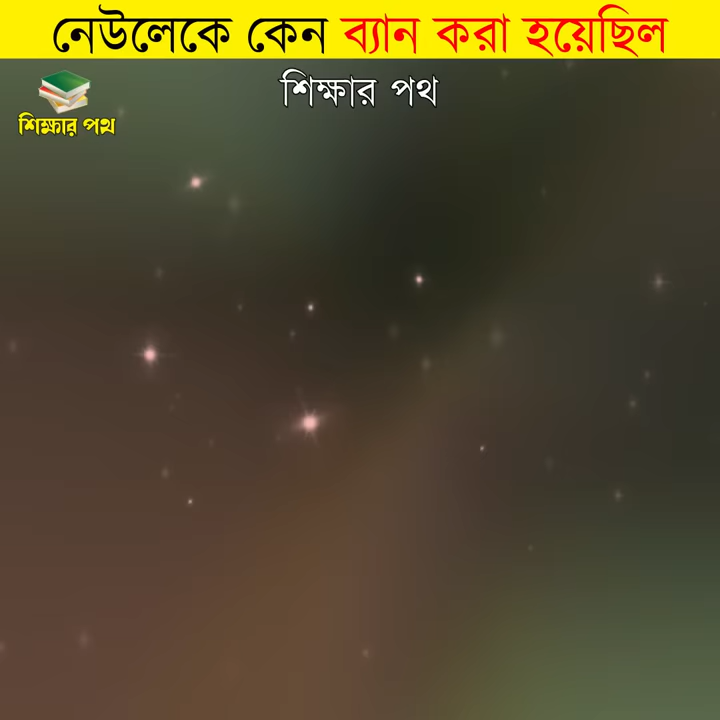 নেউলেকে কেন ব্যান করা হয়েছিল
শিক্ষার পথ
শিক্ষার পথ